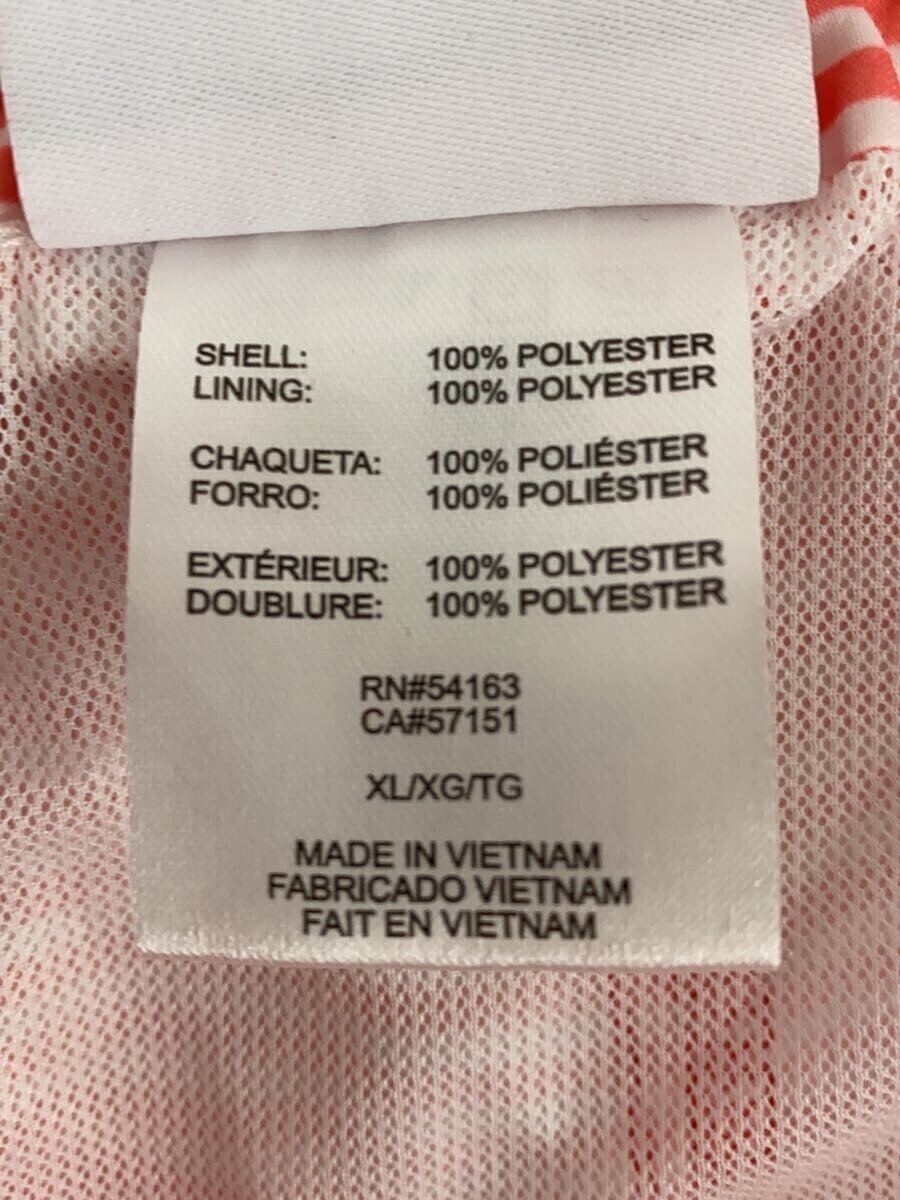 SHELL: 100% POLYESTER
LINING: 100% POLYESTER
CHAQUETA: 100% POLIÉSTER
FORRO: 100% POLIÉSTER
EXTÉRIEUR: 100% POLYESTER
DOUBLURE: 100% POLYESTER
RN#54163
CA#57151
XL/XG/TG
MADE IN VIETNAM
FABRICADO VIETNAM
FAIT EN VIETNAM